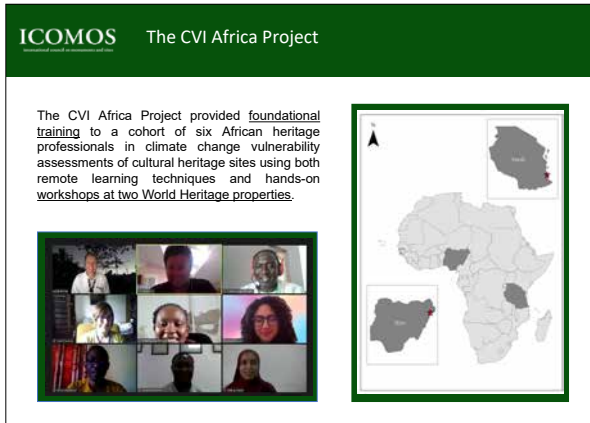 ICOMOS
international council on monuments and sites
The CVI Africa Project
The CVI Africa Project provided foundational
training to a cohort of six African heritage
professionals in climate change vulnerability
assessments of cultural heritage sites using both
remote learning techniques and hands-on
workshops at two World Heritage properties.